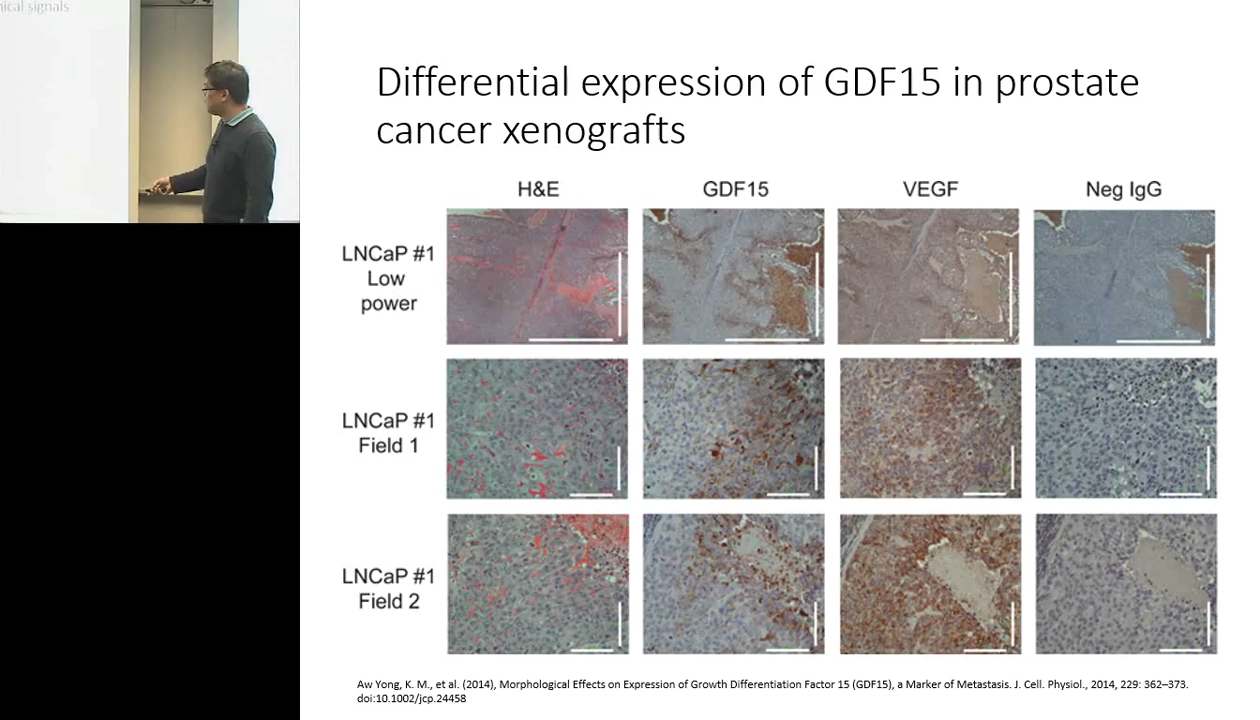 signals
Differential expression of GDF15 in prostate
cancer xenografts
H&E
GDF15
VEGF
Neg IgG
LNCaP #1
Low
power
LNCaP #1
Field 1
LNCaP #1
Field 2
Aw Yong, K. M., et al. (2014), Morphological Effects on Expression of Growth Differentiation Factor 15 (GDF15), a Marker of Metastasis. J. Cell. Physiol., 2014, 229: 362–373.
doi:10.1002/jcp.24458